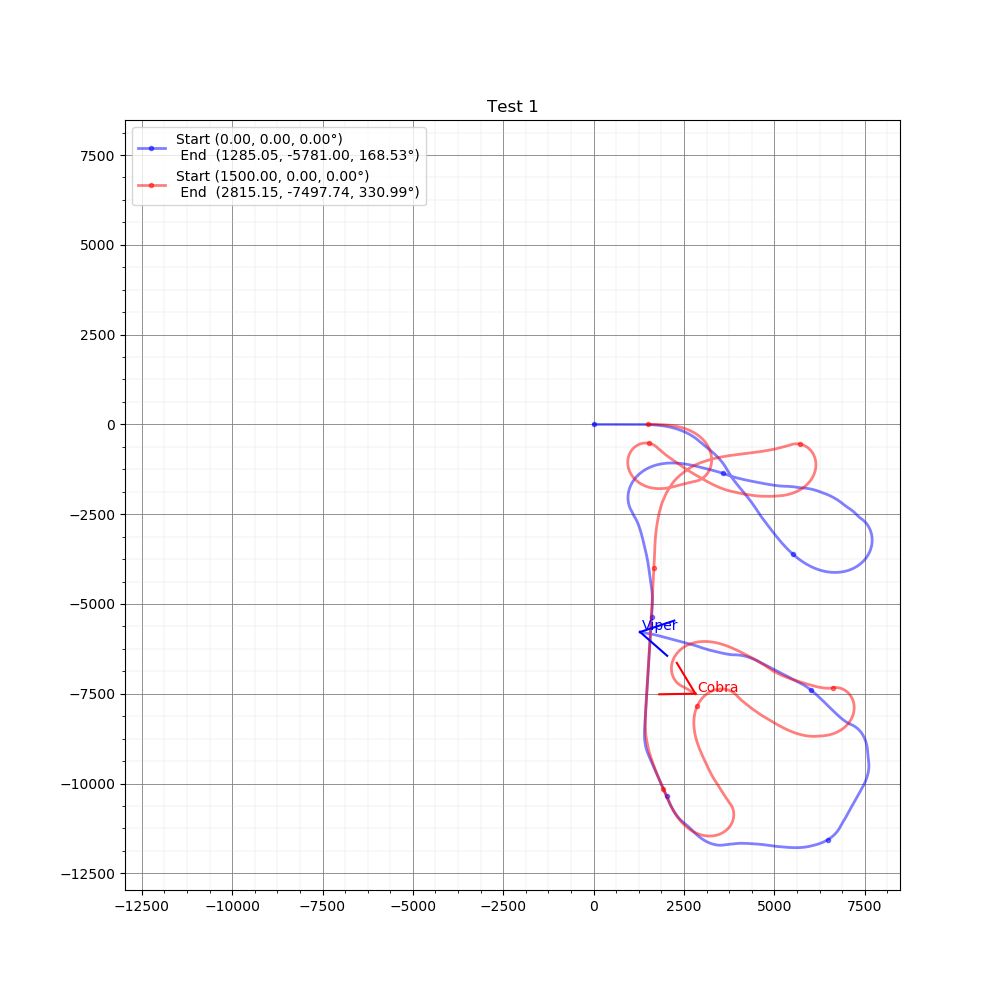 Test 1
Start (0.00, 0.00, 0.00°)
End (1285.05, -5781.00, 168.53°)
Start (1500.00, 0.00, 0.00°)
End (2815.15, -7497.74, 330.99°)
7500
5000
2500
0
−2500
−5000
−7500
−10000
−12500
Viper
Cobra
−12500 −10000 −7500 −5000 −2500 0 2500 5000 7500